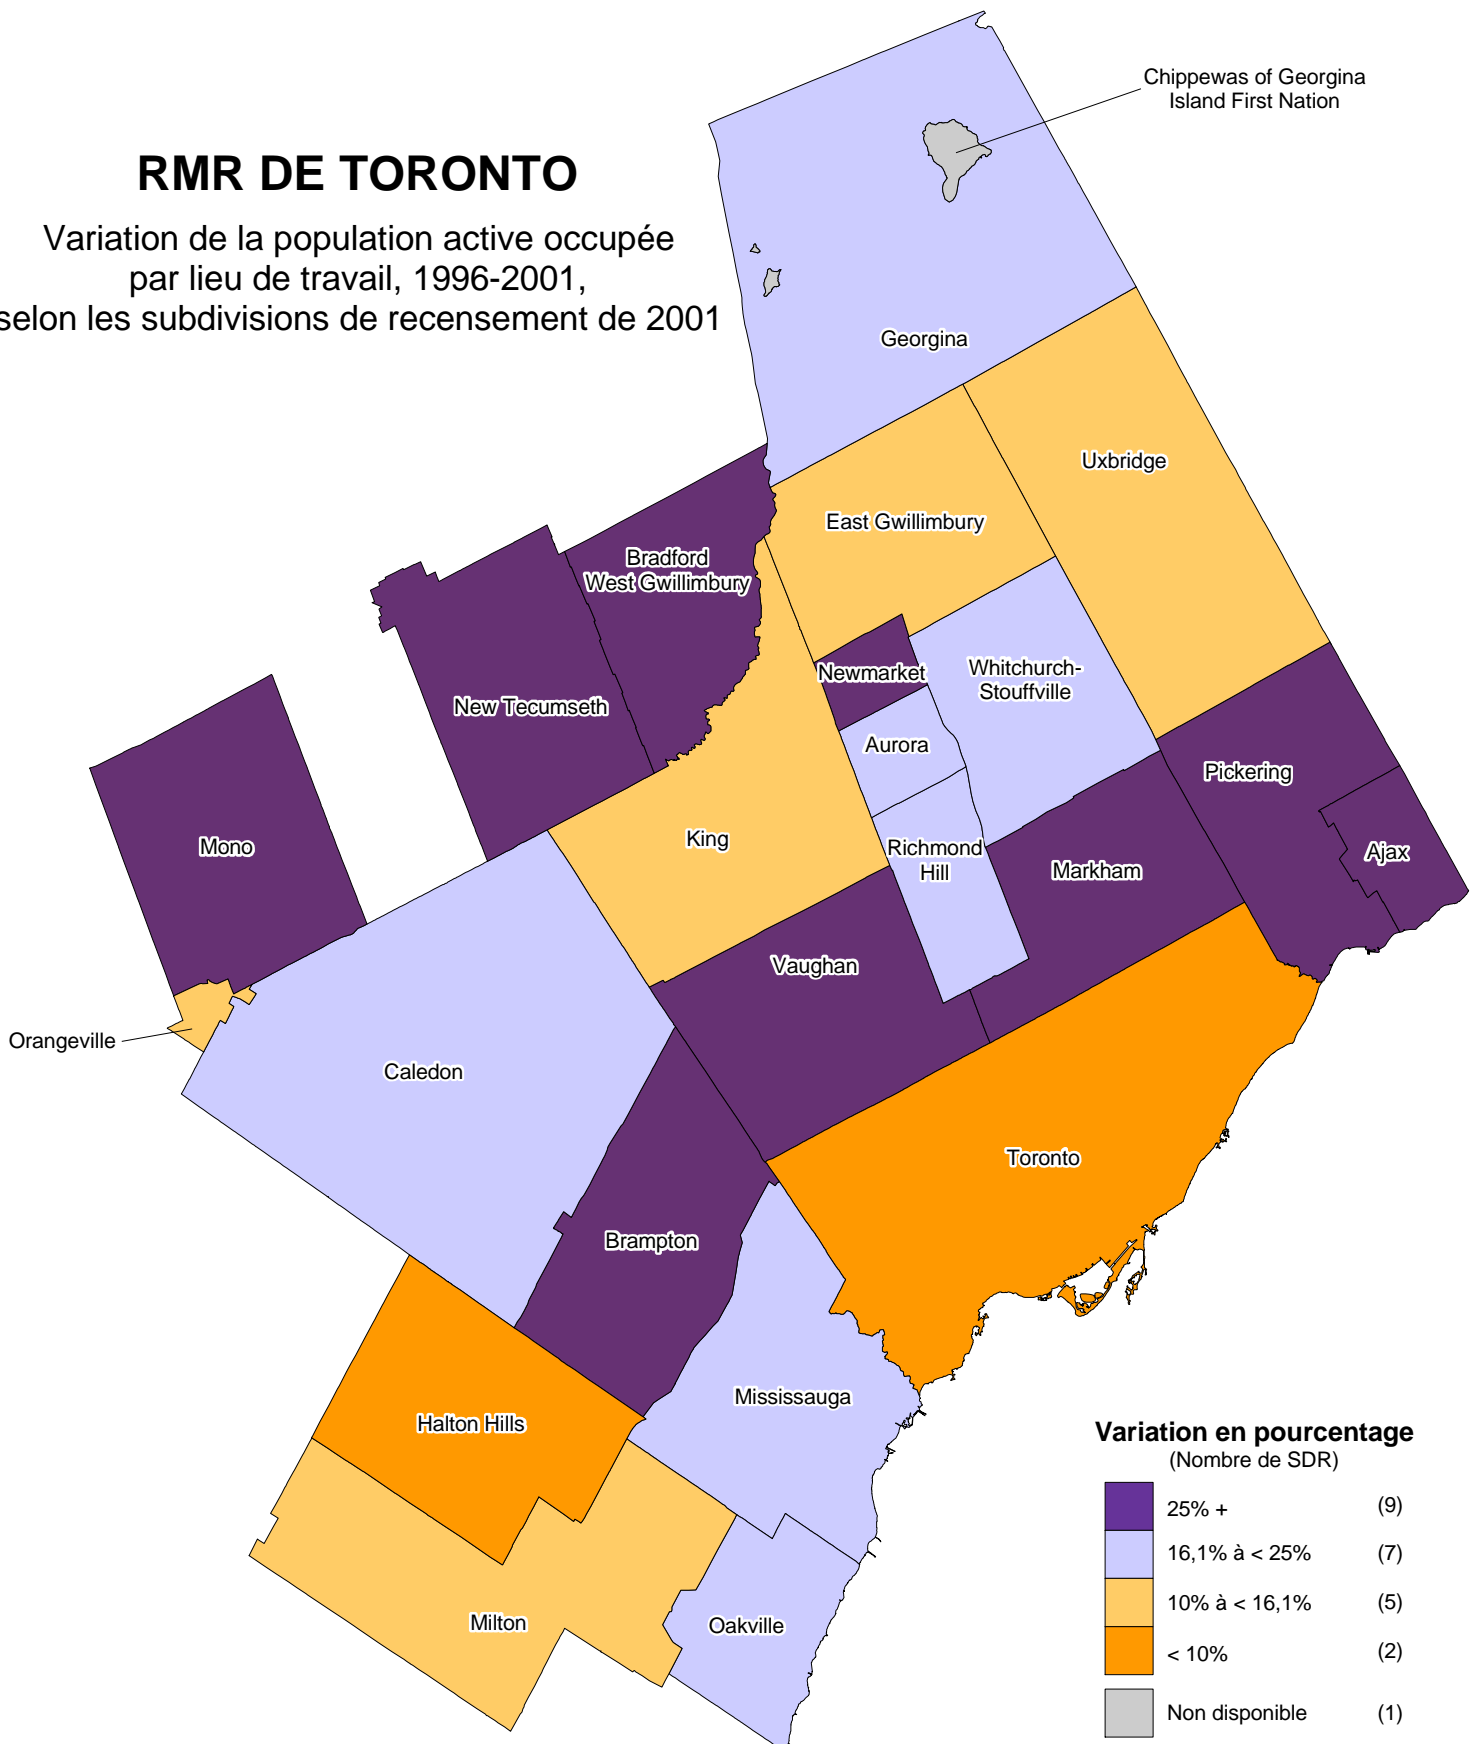 Chippewas of Georgina
Island First Nation
RMR DE TORONTO
Variation de la population active occupée
par lieu de travail, 1996-2001,
selon les subdivisions de recensement de 2001
Georgina
Uxbridge
East Gwillimbury
Bradford
West Gwillimbury
Newmarket
Whitchurch-
Stouffville
New Tecumseth
Aurora
Pickering
King
Mono
Richmond
Hill
Ajax
Markham
Vaughan
Orangeville
Caledon
Toronto
Brampton
Mississauga
Halton Hills
Milton
Oakville
Variation en pourcentage
(Nombre de SDR)
25% + (9)
16,1% à < 25% (7)
10% à < 16,1% (5)
< 10% (2)
Non disponible (1)